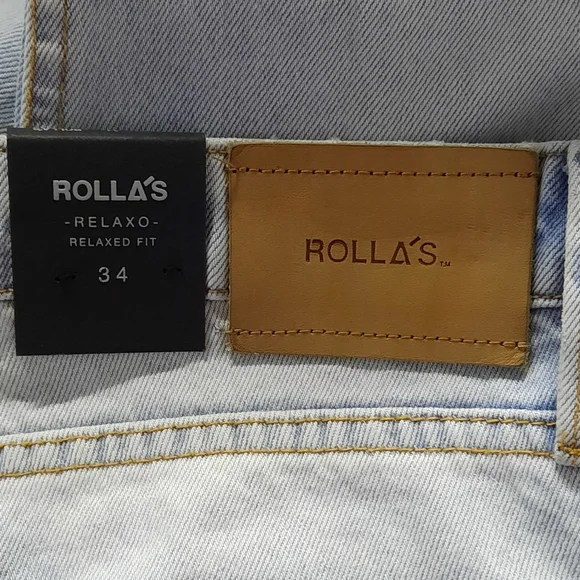 ROLLA'S
-RELAXO-
RELAXED FIT
34
ROLLA'S™